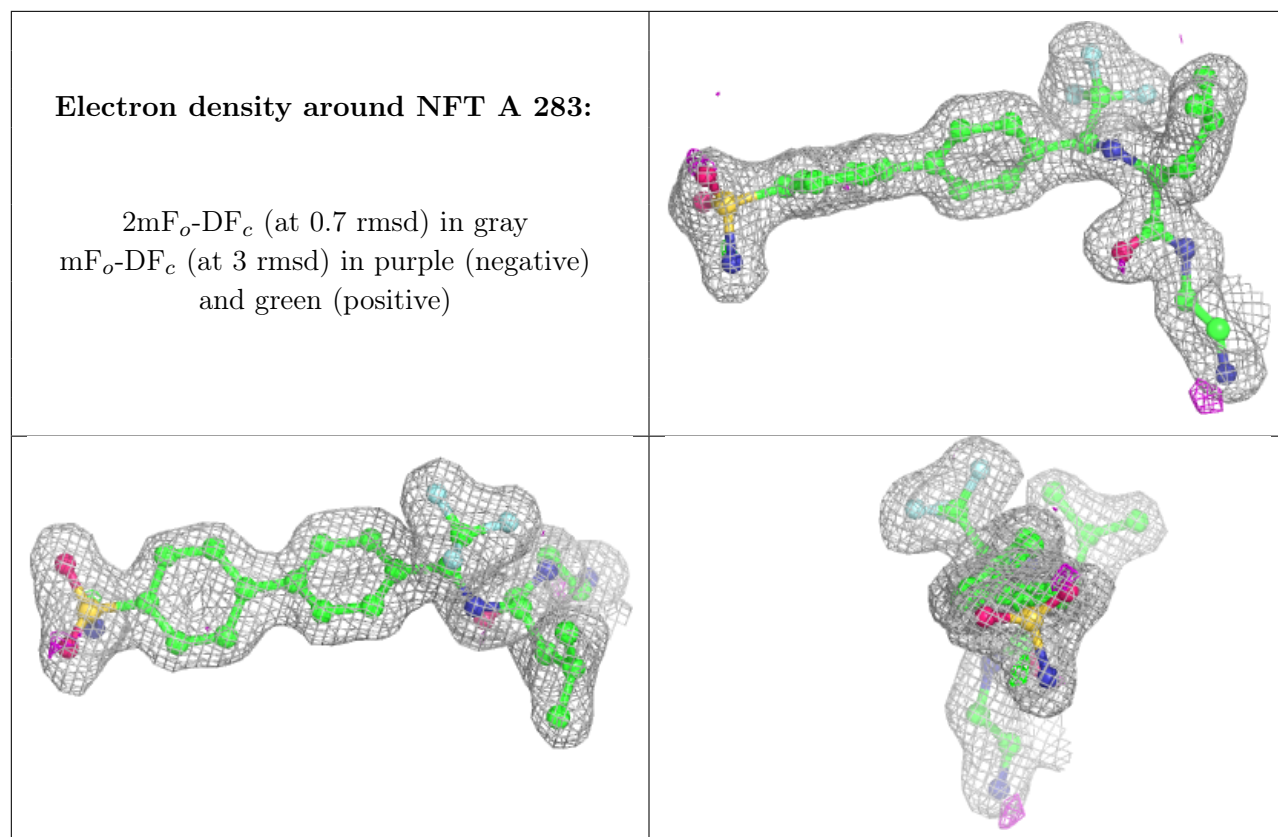 Electron density around NFT A 283:
2mFo-DFc (at 0.7 rmsd) in gray
mFo-DFc (at 3 rmsd) in purple (negative)
and green (positive)